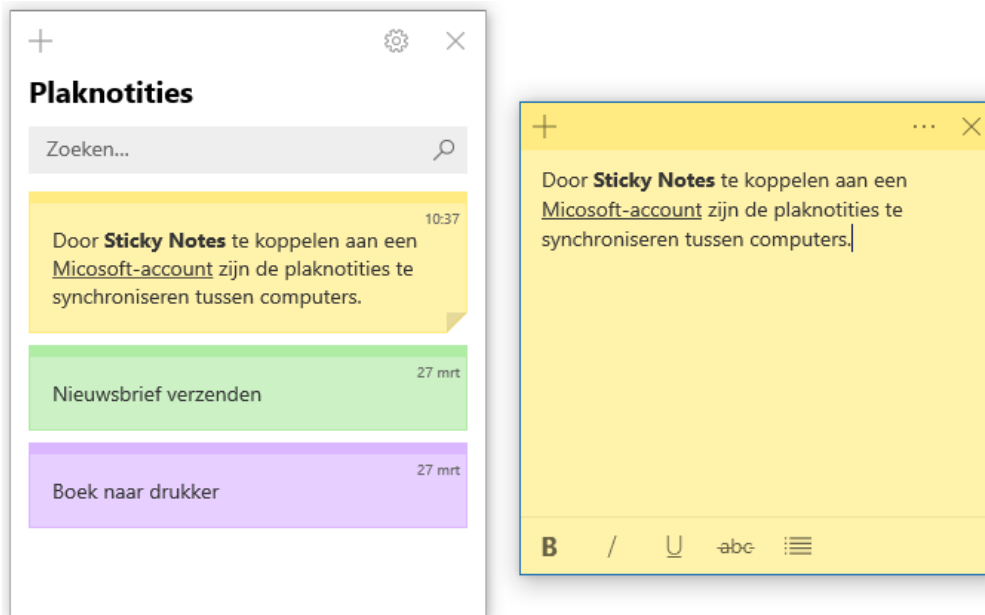 Plaknotities
Zoeken...
10:37
Door Sticky Notes te koppelen aan een
Micosoft-account zijn de plaknotities te
synchroniseren tussen computers.
27 mrt
Nieuwsbrief verzenden
27 mrt
Boek naar drukker
Door Sticky Notes te koppelen aan een
Micosoft-account zijn de plaknotities te
synchroniseren tussen computers.
B / U abc